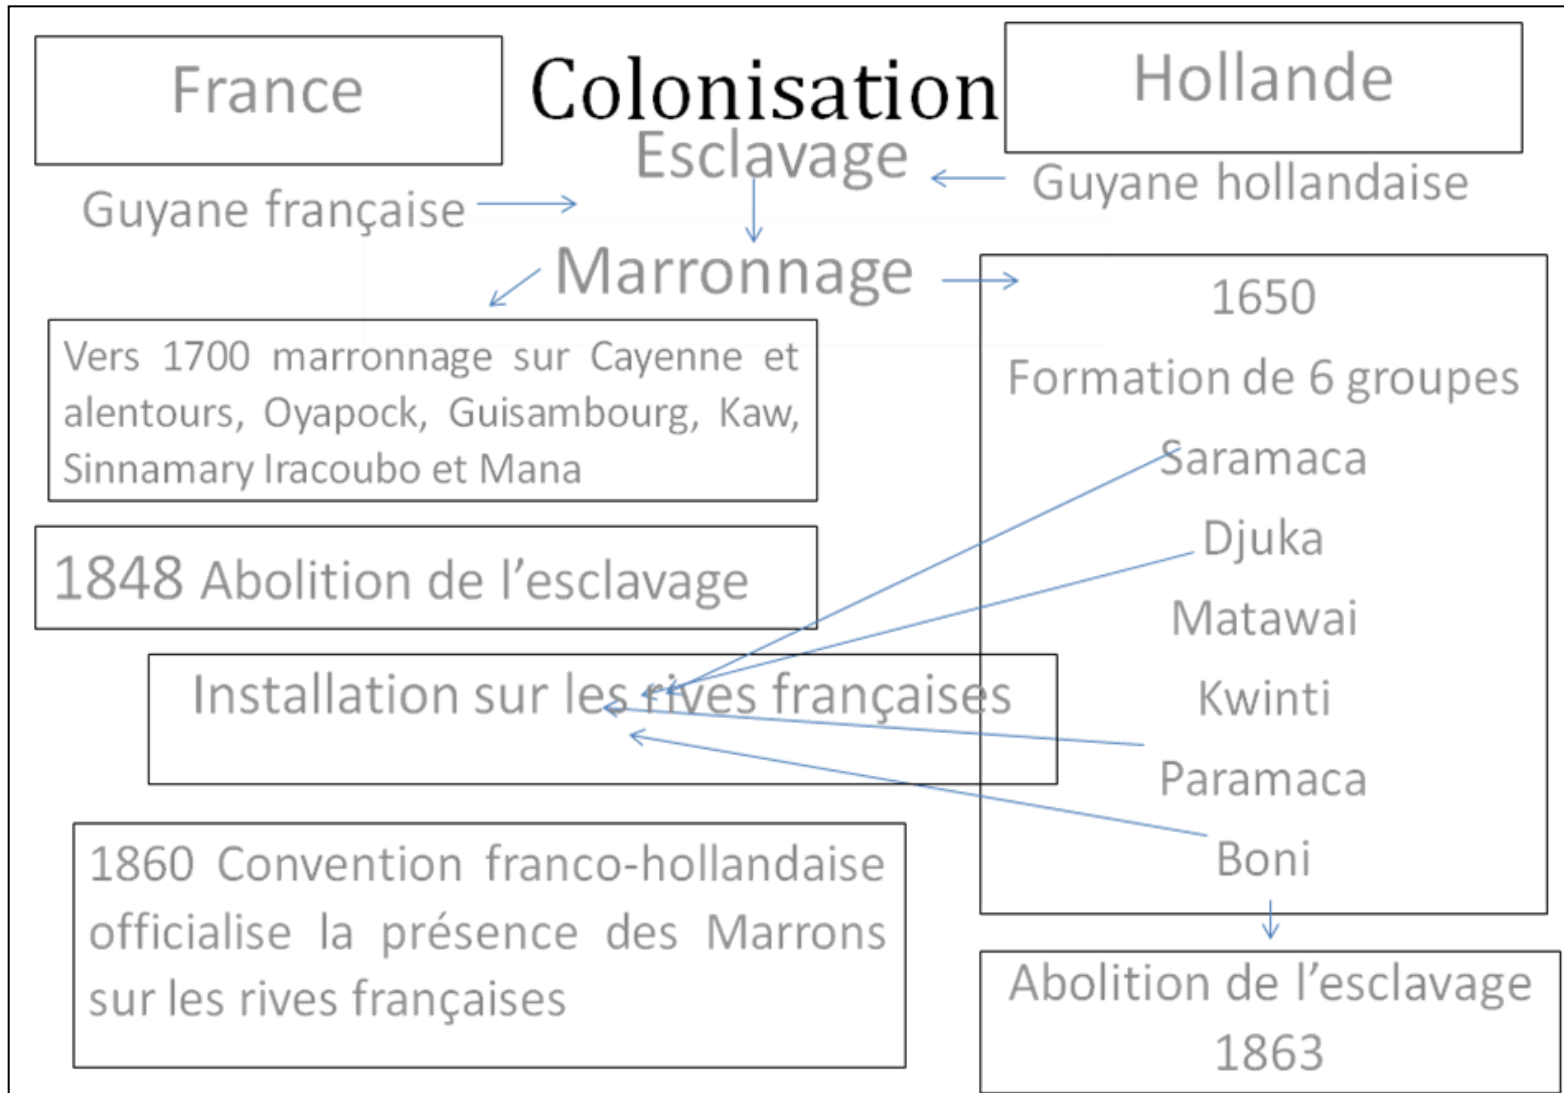 France
Colonisation
Hollande
Esclavage
Guyane française
Guyane hollandaise
Marronnage
Vers 1700 marronnage sur Cayenne et
alentours, Oyapock, Guisambourg, Kaw,
Sinnamary Iracoubo et Mana
1848 Abolition de l’esclavage
Installation sur les rives françaises
1860 Convention franco-hollandaise
officialise la présence des Marrons
sur les rives françaises
1650
Formation de 6 groupes
Saramaca
Djuka
Matawai
Kwinti
Paramaca
Boni
Abolition de l’esclavage
1863